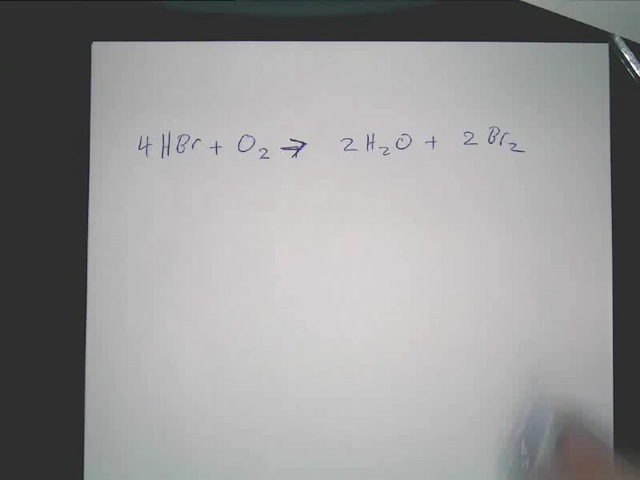 4HBr + O₂ → 2H₂O + 2Br₂